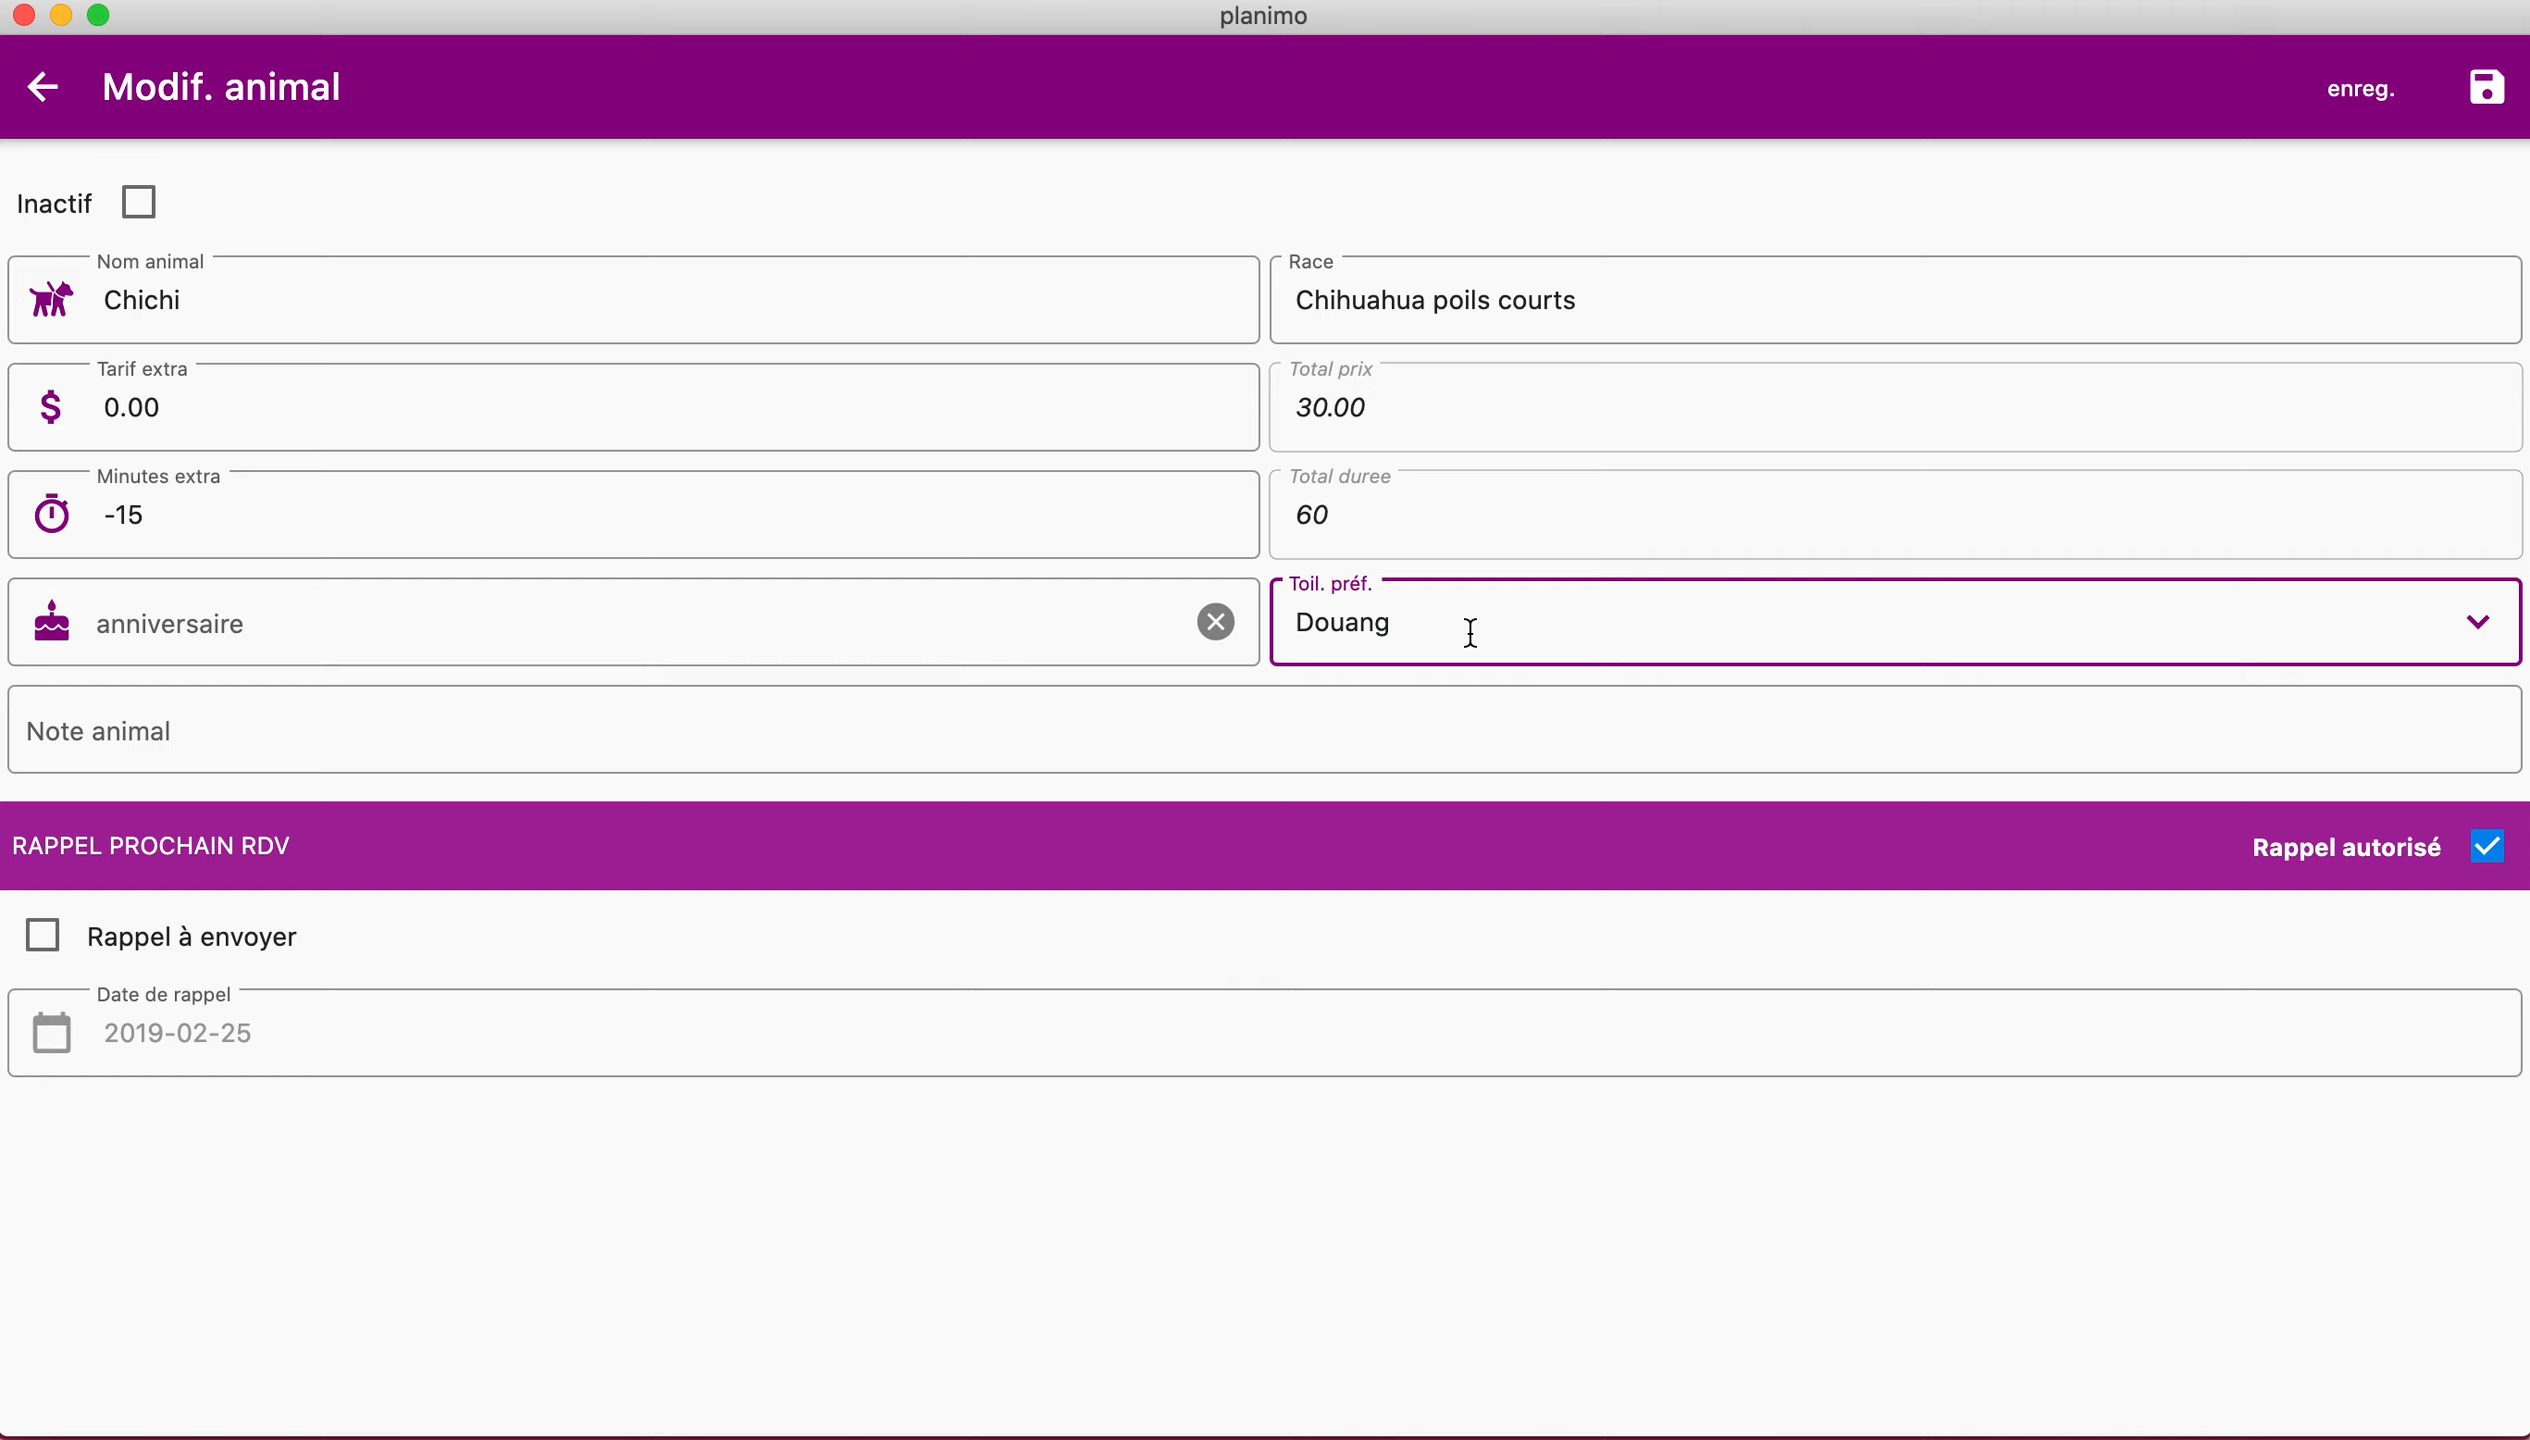 planimo
Modif. animal
enreg.
Inactif
Nom animal
Chichi
Race
Chihuahua poils courts
Tarif extra
$ 0.00
Total prix
30.00
Minutes extra
-15
Total duree
60
anniversaire
Toil. préf.
Douang
Note animal
RAPPEL PROCHAIN RDV
Rappel autorisé
Rappel à envoyer
Date de rappel
2019-02-25